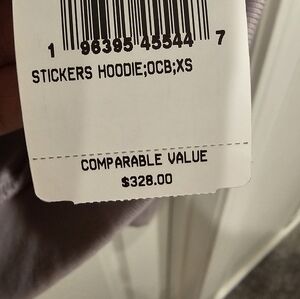 1 96395 45544 7
STICKERS HOODIE;OCB;XS
COMPARABLE VALUE
$328.00